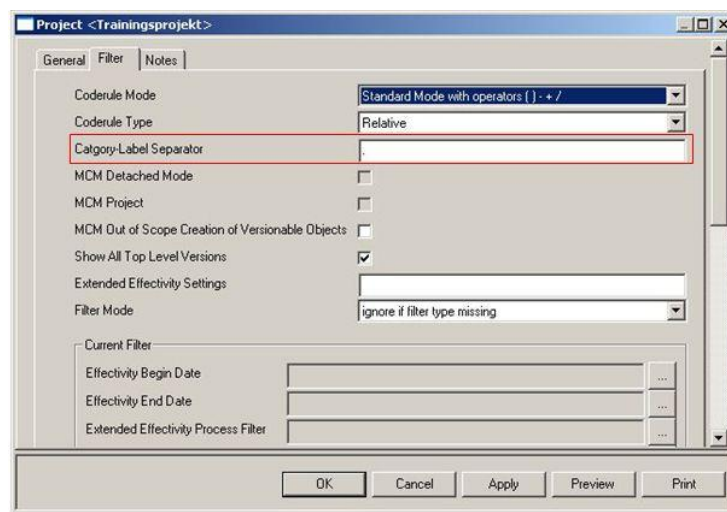 Project <Trainingsprojekt>
General Filter Notes
Coderule Mode Standard Mode with operators ( ) - + /
Coderule Type Relative
Catgory-Label Separator .
MCM Detached Mode
MCM Project
MCM Out of Scope Creation of Versionable Objects
Show All Top Level Versions
Extended Effectivity Settings
Filter Mode ignore if filter type missing
Current Filter
Effectivity Begin Date ...
Effectivity End Date ...
Extended Effectivity Process Filter ...
OK Cancel Apply Preview Print